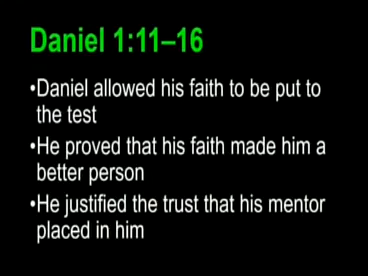 Daniel 1:11–16
•Daniel allowed his faith to be put to
the test
•He proved that his faith made him a
better person
•He justified the trust that his mentor
placed in him